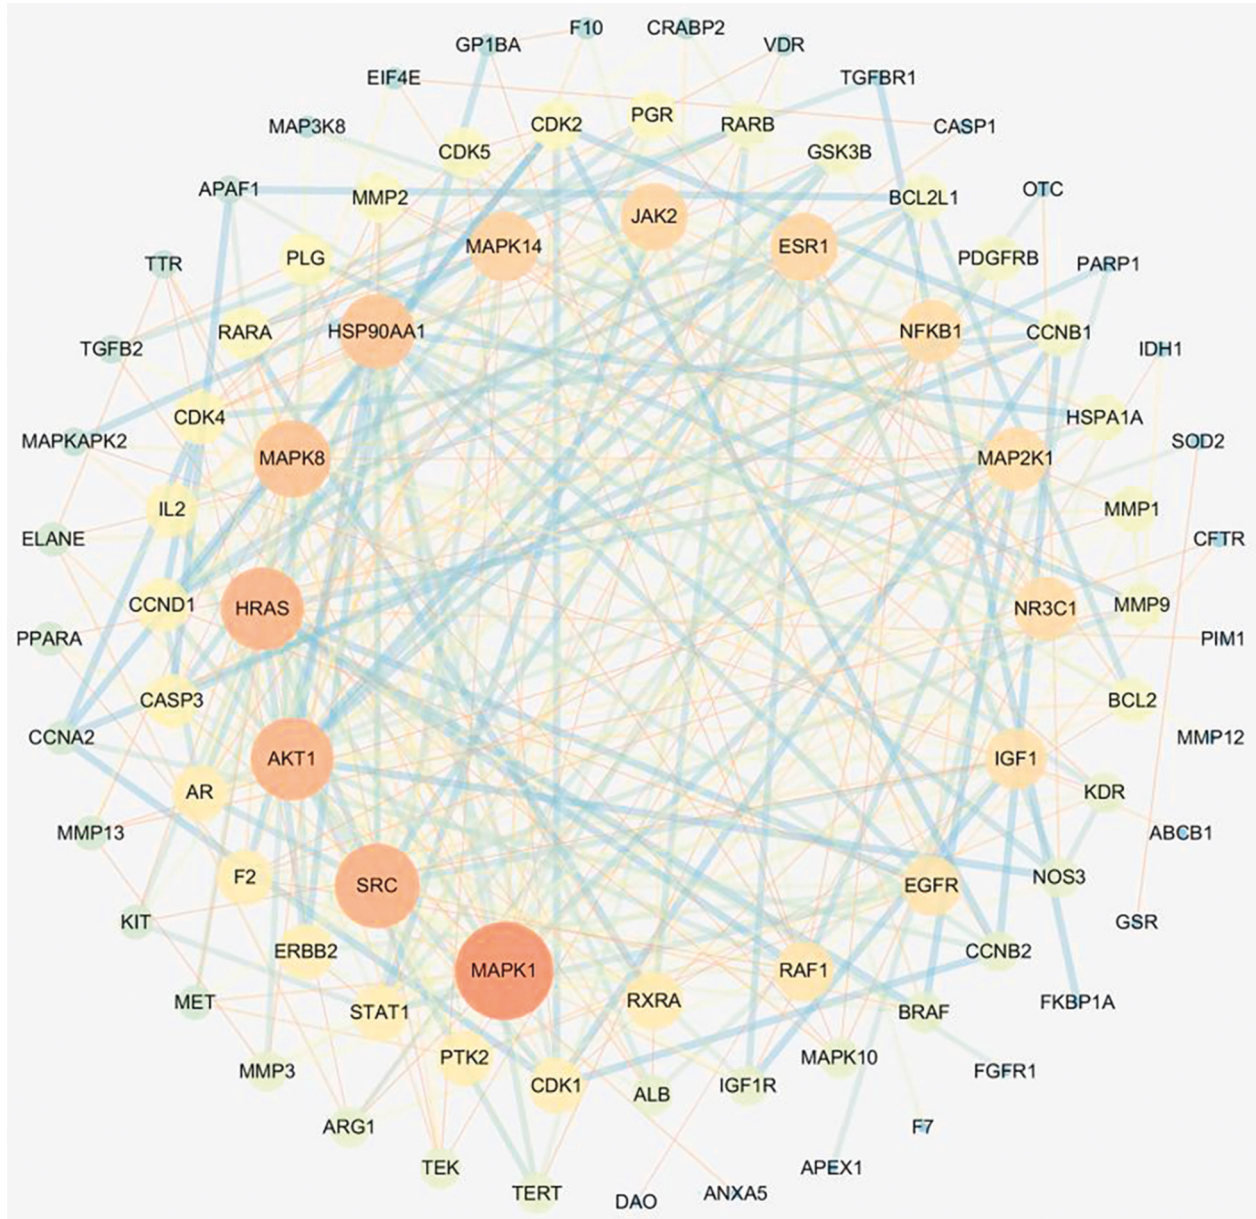 F10
CRABP2
GP1BA
VDR
EIF4E
TGFBR1
MAP3K8
CDK2
PGR
RARB
CASP1
CDK5
GSK3B
APAF1
MMP2
BCL2L1
OTC
JAK2
MAPK14
ESR1
TTR
PLG
PDGFRB
PARP1
TGFB2
RARA
HSP90AA1
NFKB1
CCNB1
IDH1
CDK4
HSPA1A
MAPKAPK2
MAPK8
MAP2K1
SOD2
IL2
MMP1
ELANE
CFTR
CCND1
HRAS
NR3C1
MMP9
PPARA
PIM1
CASP3
BCL2
CCNA2
MMP12
AKT1
IGF1
AR
KDR
MMP13
ABCB1
F2
SRC
EGFR
NOS3
KIT
GSR
ERBB2
CCNB2
MAPK1
RAF1
MET
STAT1
RXRA
BRAF
FKBP1A
PTK2
MAPK10
MMP3
CDK1
ALB
IGF1R
FGFR1
ARG1
F7
TEK
APEX1
TERT
DAO
ANXA5